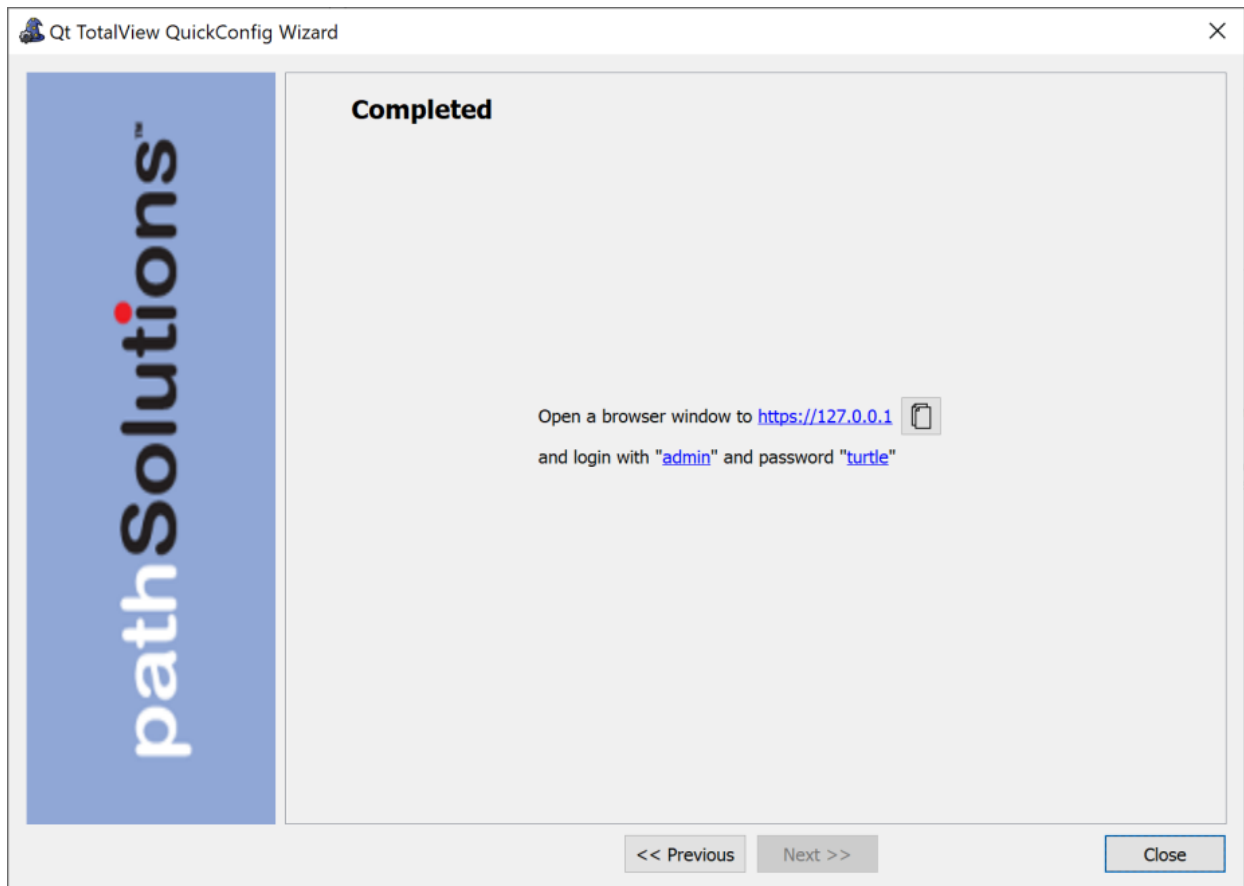 Qt TotalView QuickConfig Wizard
pathSolutions™
Completed
Open a browser window to https://127.0.0.1
and login with "admin" and password "turtle"
<< Previous
Next >>
Close